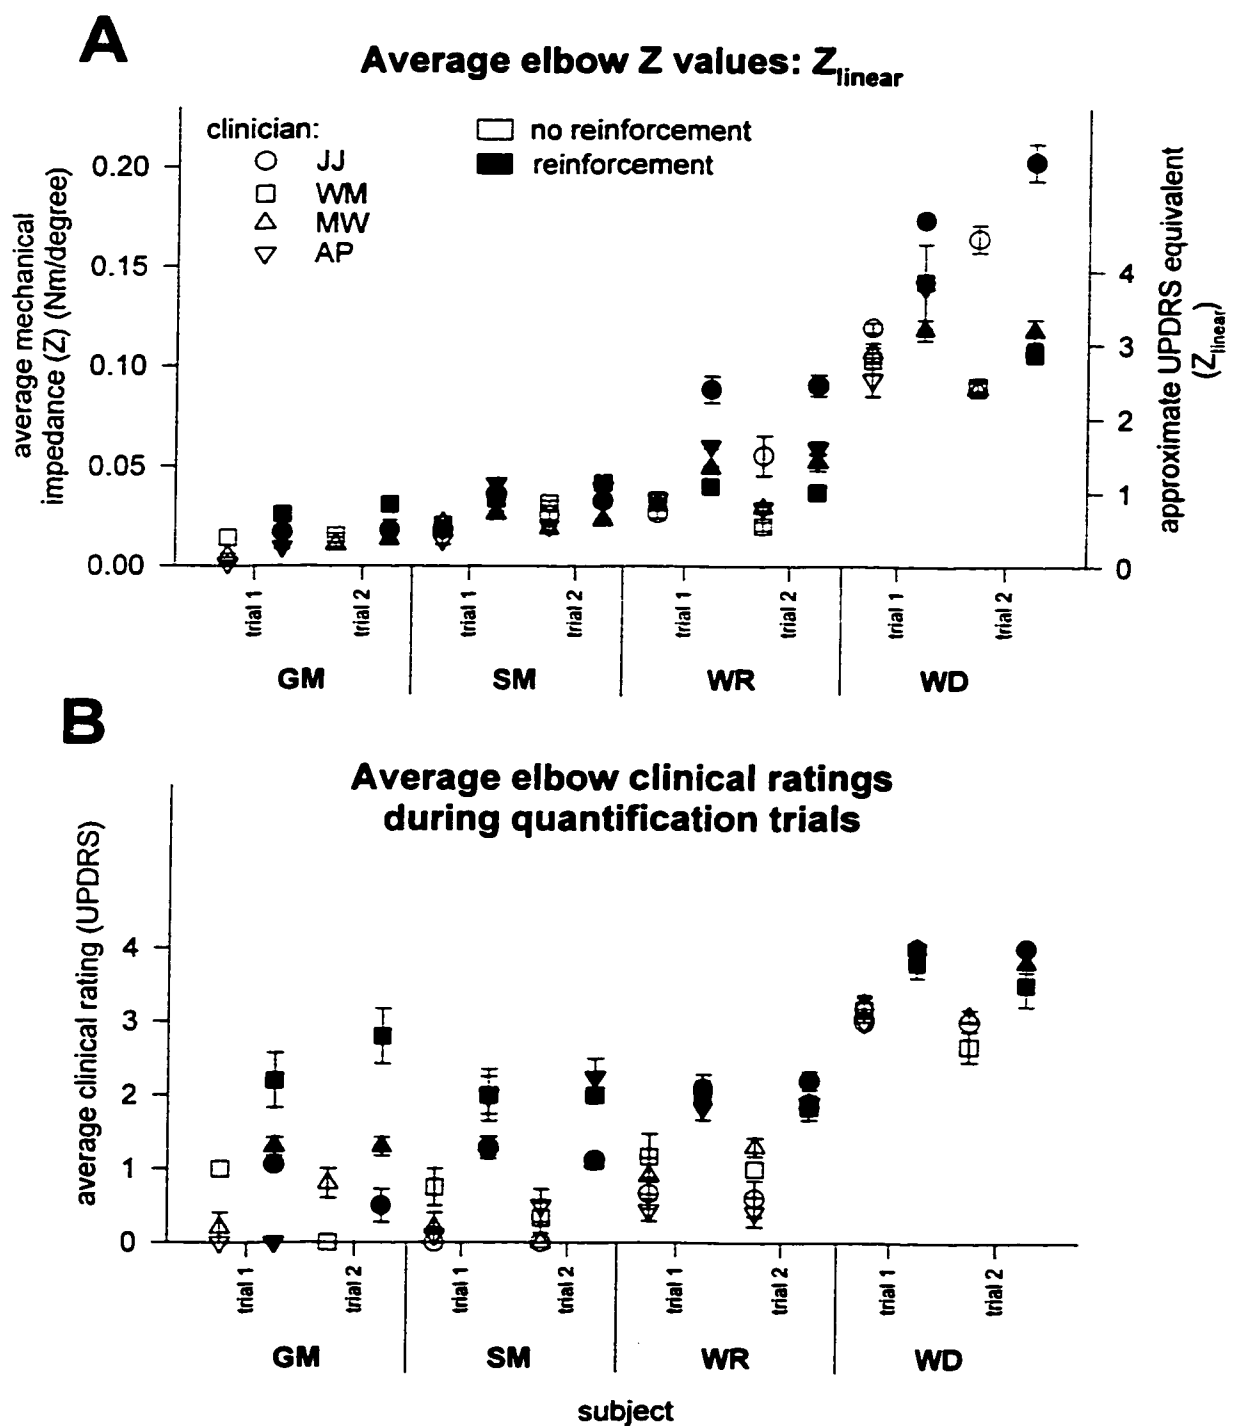 A
Average elbow Z values: Zlinear
clinician:
JJ
WM
MW
AP
no reinforcement
reinforcement
average mechanical
impedance (Z) (Nm/degree)
0.20
0.15
0.10
0.05
0.00
approximate UPDRS equivalent
(Zlinear)
4
3
2
1
0
trial 1
trial 2
trial 1
trial 2
trial 1
trial 2
trial 1
trial 2
GM
SM
WR
WD
B
Average elbow clinical ratings
during quantification trials
average clinical rating (UPDRS)
4
3
2
1
0
trial 1
trial 2
trial 1
trial 2
trial 1
trial 2
trial 1
trial 2
GM
SM
WR
WD
subject